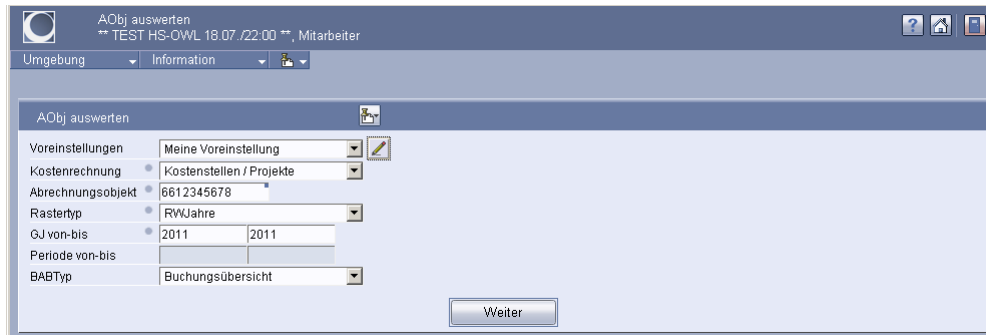 AObj auswerten
** TEST HS-OWL 18.07./22:00 **, Mitarbeiter
?
Umgebung Information
AObj auswerten
Voreinstellungen Meine Voreinstellung
Kostenrechnung Kostenstellen / Projekte
Abrechnungsobjekt 6612345678
Rastertyp RWJahre
GJ von-bis 2011 2011
Periode von-bis
BABTyp Buchungsübersicht
Weiter